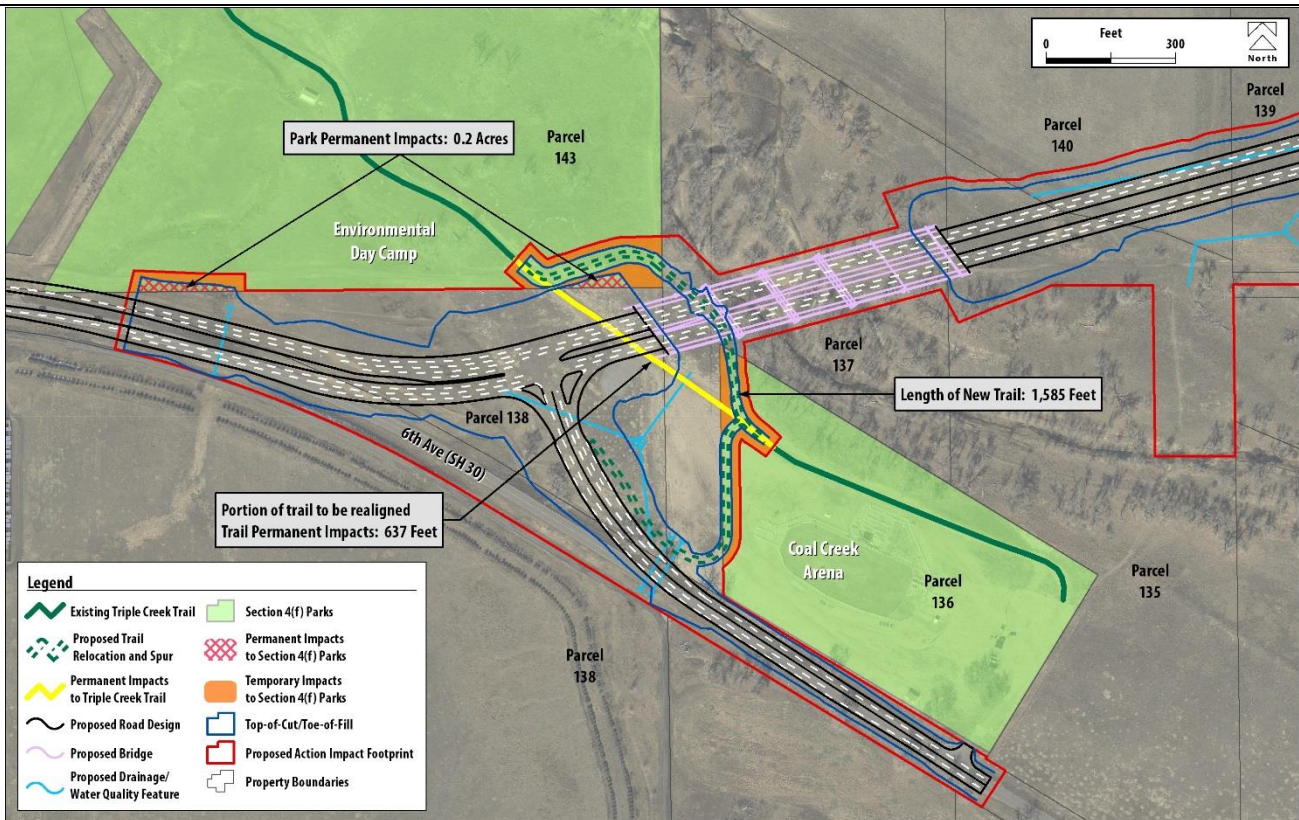 Feet
0 300
North
Parcel
139
Parcel
140
Park Permanent Impacts: 0.2 Acres
Parcel
143
Environmental
Day Camp
Parcel
137
Length of New Trail: 1,585 Feet
Parcel 138
6th Ave (SH 30)
Portion of trail to be realigned
Trail Permanent Impacts: 637 Feet
Coal Creek
Arena
Parcel
136
Parcel
135
Parcel
138
Legend
Existing Triple Creek Trail
Proposed Trail
Relocation and Spur
Permanent Impacts
to Triple Creek Trail
Proposed Road Design
Proposed Bridge
Proposed Drainage/
Water Quality Feature
Section 4(f) Parks
Permanent Impacts
to Section 4(f) Parks
Temporary Impacts
to Section 4(f) Parks
Top-of-Cut/Toe-of-Fill
Proposed Action Impact Footprint
Property Boundaries